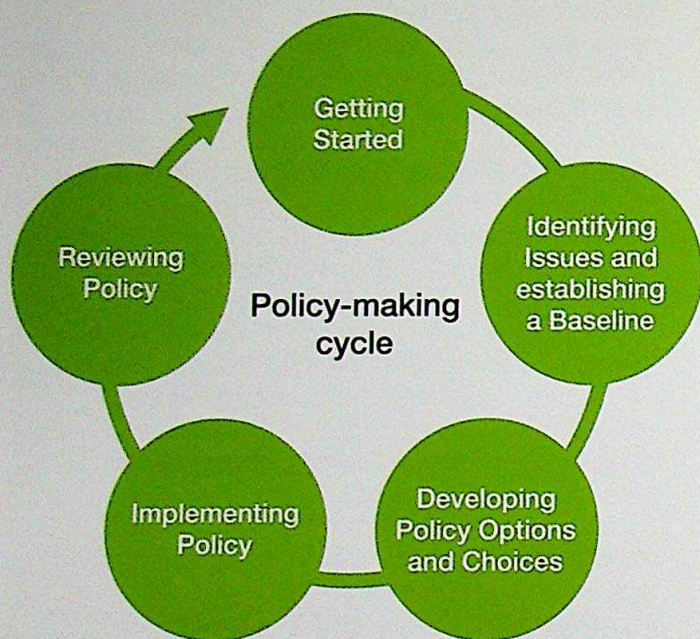 Getting
Started
Identifying
Issues and
establishing
a Baseline
Developing
Policy Options
and Choices
Implementing
Policy
Reviewing
Policy
Policy-making
cycle